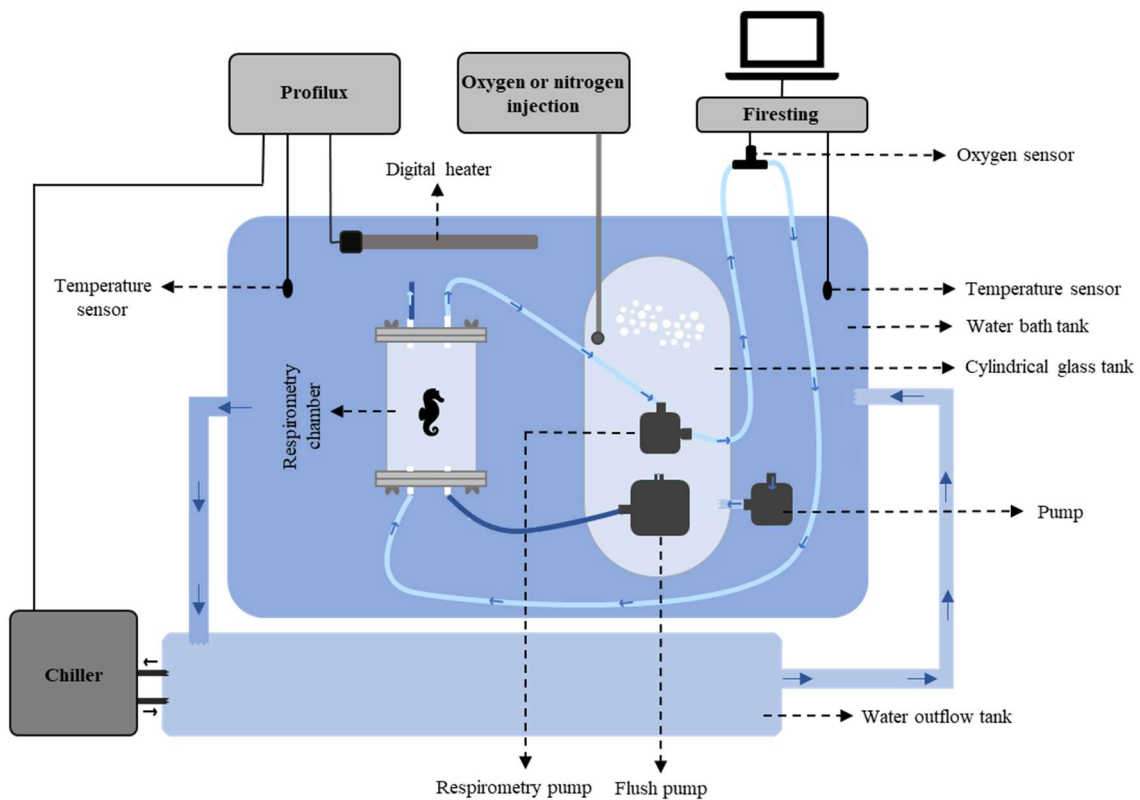 Profilux
Oxygen or nitrogen
injection
Firesting
Oxygen sensor
Digital heater
Temperature
sensor
Temperature sensor
Water bath tank
Cylindrical glass tank
Respirometry
chamber
Pump
Chiller
Water outflow tank
Respirometry pump
Flush pump